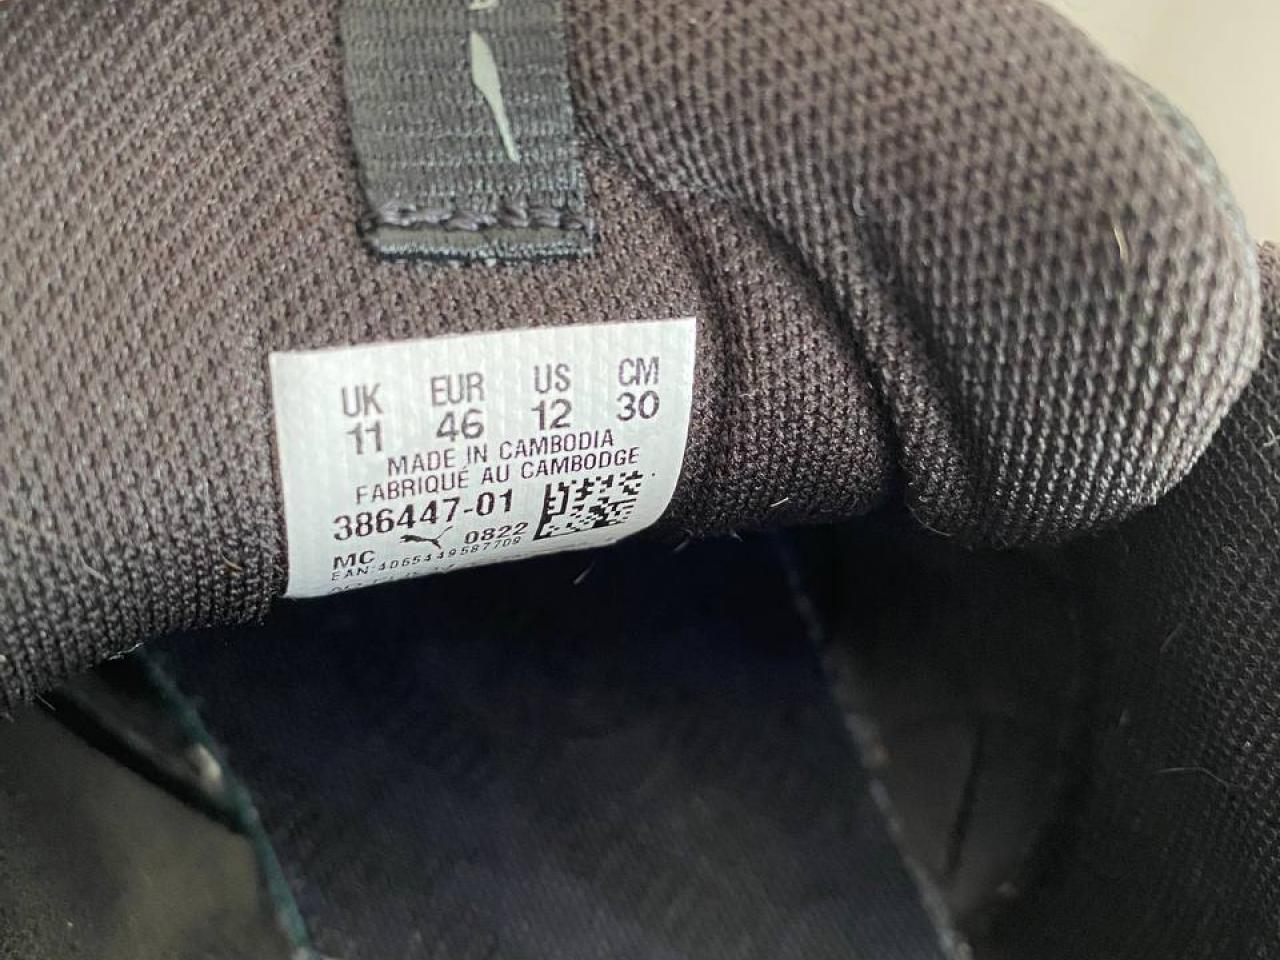 UK EUR US CM
11 46 12 30
MADE IN CAMBODIA
FABRIQUÉ AU CAMBODGE
386447-01
MC 0822
EAN:4065449587709